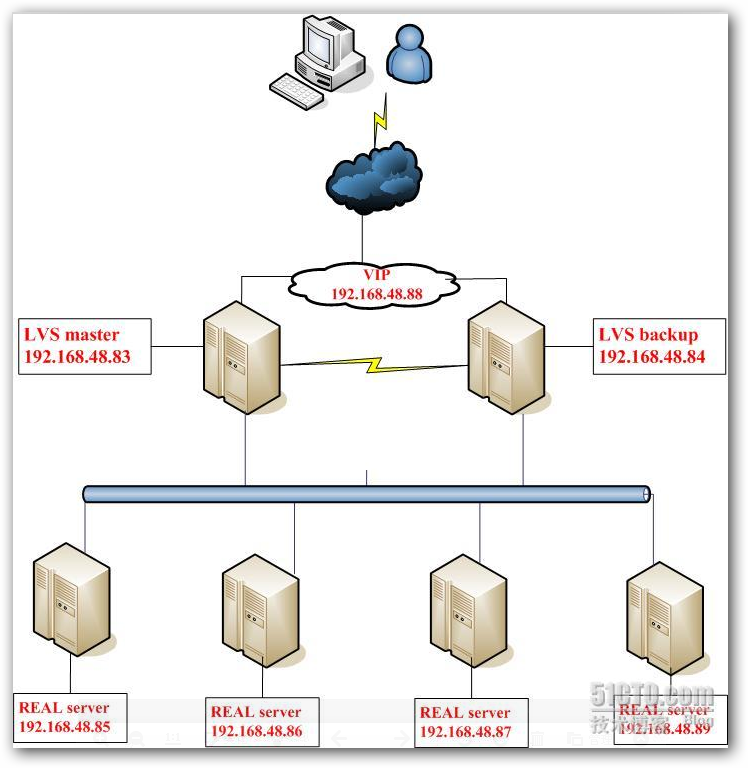 VIP
192.168.48.88
LVS master
192.168.48.83
LVS backup
192.168.48.84
REAL server
192.168.48.85
REAL server
192.168.48.86
REAL server
192.168.48.87
REAL server
192.168.48.89
51CTO.com
技术博客 Blog